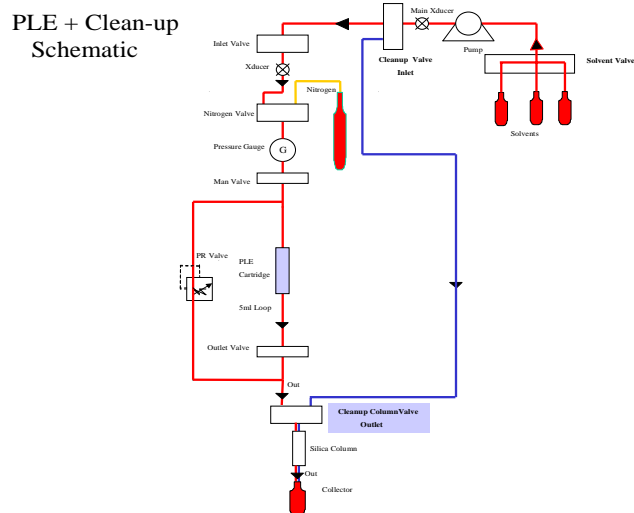 PLE + Clean-up
Schematic
Main Xducer
Inlet Valve
Cleanup Valve
Inlet
Pump
Solvent Valve
Xducer
Nitrogen
Nitrogen Valve
Solvents
Pressure Gauge
G
Man Valve
PR Valve
PLE
Cartridge
5ml Loop
Outlet Valve
Out
Cleanup ColumnValve
Outlet
Silica Column
Out
Collector